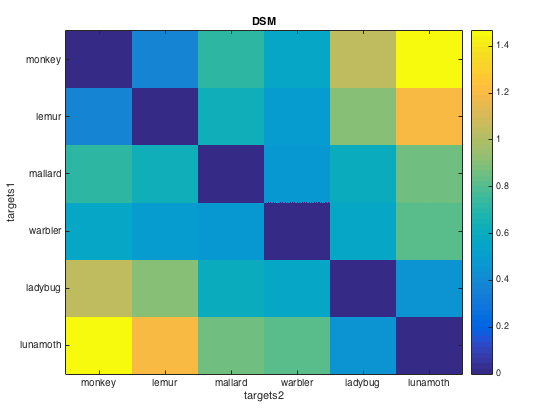 DSM
monkey
lemur
mallard
warbler
ladybug
lunamoth
targets1
monkey lemur mallard warbler ladybug lunamoth
targets2
1.4
1.2
1
0.8
0.6
0.4
0.2
0